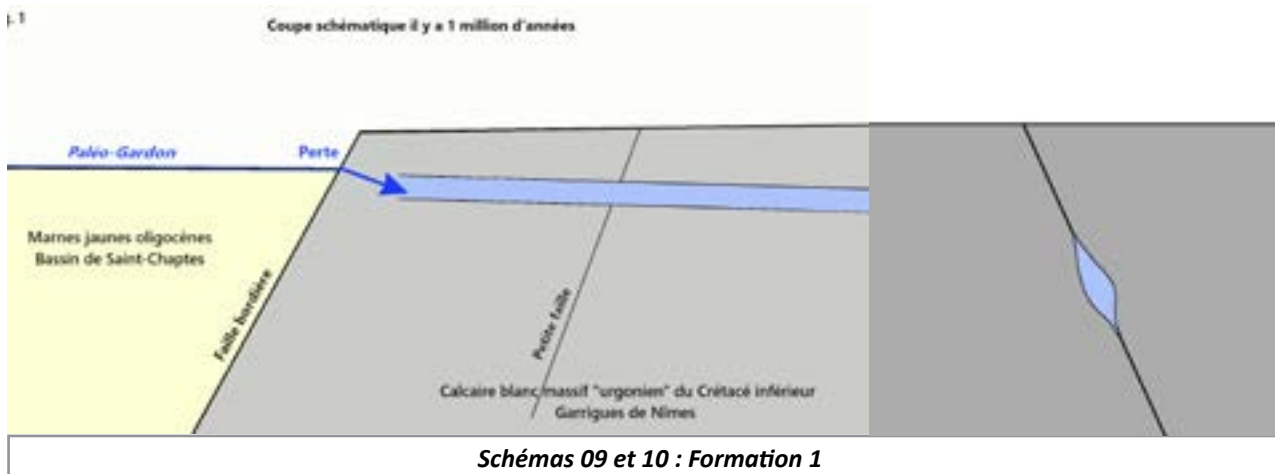 . 1
Coupe schématique il y a 1 million d'années
Paléo-Gardon
Perte
Marnes jaunes oligocènes
Bassin de Saint-Chaptes
Faille bordière
Petite faille
Calcaire blanc massif "urgonien" du Crétacé inférieur
Garrigues de Nîmes
Schémas 09 et 10 : Formation 1